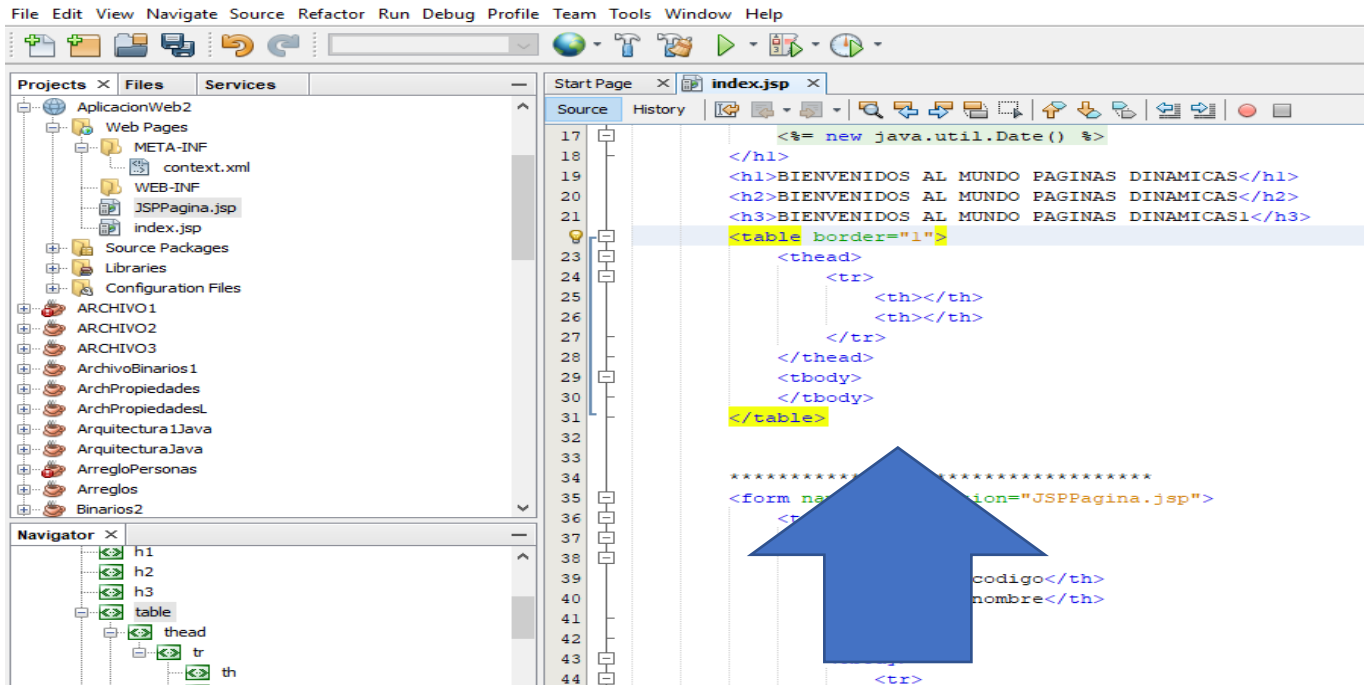 File Edit View Navigate Source Refactor Run Debug Profile Team Tools Window Help
Projects Files Services
AplicacionWeb2
Web Pages
META-INF
context.xml
WEB-INF
JSPPagina.jsp
index.jsp
Source Packages
Libraries
Configuration Files
ARCHIVO1
ARCHIVO2
ARCHIVO3
ArchivoBinarios1
ArchPropiedades
ArchPropiedadesL
Arquitectura1Java
ArquitecturaJava
ArregloPersonas
Arreglos
Binarios2
Navigator
h1
h2
h3
table
thead
tr
th
Start Page index.jsp
Source History
17 <%= new java.util.Date() %>
18 </h1>
19 <h1>BIENVENIDOS AL MUNDO PAGINAS DINAMICAS</h1>
20 <h2>BIENVENIDOS AL MUNDO PAGINAS DINAMICAS</h2>
21 <h3>BIENVENIDOS AL MUNDO PAGINAS DINAMICAS1</h3>
<table border="1">
23 <thead>
24 <tr>
25 <th></th>
26 <th></th>
27 </tr>
28 </thead>
29 <tbody>
30 </tbody>
31 </table>
32
33
34 ***********************************
35 <form ion="JSPPagina.jsp">
36
37
38
39 codigo</th>
40 nombre</th>
41
42
43
44 <tr>